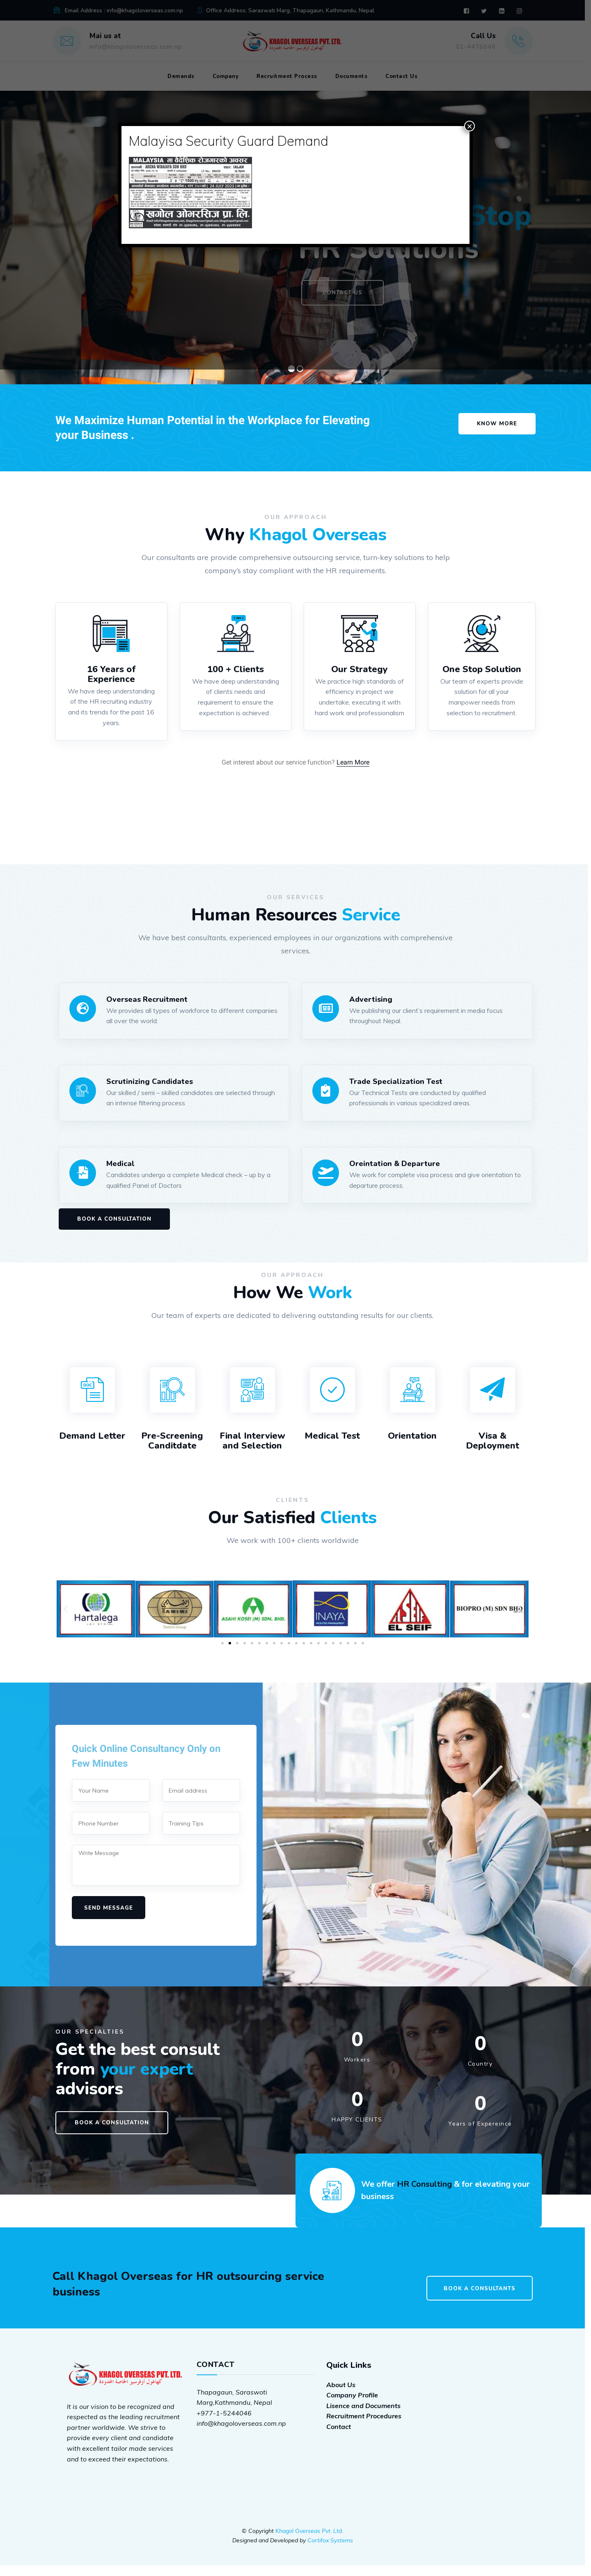 Email Address : info@khagoloverseas.com.np
Office Address: Saraswati Marg, Thapagaun, Kathmandu, Nepal
Mai us at
info@khagoloverseas.com.np
KHAGOL OVERSEAS PVT. LTD.
Call Us
Demands
Company
Recruitment Process
Documents
Contact Us
Malayisa Security Guard Demand
×
MALAYSIA मा वैदेशिक रोजगारको अवसर
खगोल ओभरसिज प्रा. लि.
Stop
HR Solutions
CONTACT US
We Maximize Human Potential in the Workplace for Elevating
your Business .
KNOW MORE
OUR APPROACH
Why Khagol Overseas
Our consultants are provide comprehensive outsourcing service, turn-key solutions to help
company's stay compliant with the HR requirements.
16 Years of
Experience
We have deep understanding
of the HR recruiting industry
and its trends for the past 16
years.
100 + Clients
We have deep understanding
of clients needs and
requirement to ensure the
expectation is achieved .
Our Strategy
We practice high standards of
efficiency in project we
undertake, executing it with
hard work and professionalism
One Stop Solution
Our team of experts provide
solution for all your
manpower needs from
selection to recruitment.
Get interest about our service function? Learn More
OUR SERVICES
Human Resources Service
We have best consultants, experienced employees in our organizations with comprehensive
services.
Overseas Recruitment
We provides all types of workforce to different companies
all over the world.
Advertising
We publishing our client's requirement in media focus
throughout Nepal.
Scrutinizing Candidates
Our skilled / semi – skilled candidates are selected through
an intense filtering process
Trade Specialization Test
Our Technical Tests are conducted by qualified
professionals in various specialized areas.
Medical
Candidates undergo a complete Medical check – up by a
qualified Panel of Doctors
Oreintation & Departure
We work for complete visa process and give orientation to
departure process.
BOOK A CONSULTATION
OUR APPROACH
How We Work
Our team of experts are dedicated to delivering outstanding results for our clients.
DOC
Demand Letter
Pre-Screening
Canditdate
Final Interview
and Selection
Medical Test
Orientation
Visa &
Deployment
CLIENTS
Our Satisfied Clients
We work with 100+ clients worldwide
Hartalega
TAMIMI
ASAHI KOSEI (M) SDN. BHD.
INAYA
EL SEIF
BIOPRO (M) SDN BHD
Quick Online Consultancy Only on
Few Minutes
Your Name
Email address
Phone Number
Training Tips
Write Message
SEND MESSAGE
OUR SPECIALTIES
Get the best consult
from your expert
advisors
BOOK A CONSULTATION
0
Workers
0
Country
0
HAPPY CLIENTS
0
Years of Expereince
We offer HR Consulting & for elevating your
business
Call Khagol Overseas for HR outsourcing service
business
BOOK A CONSULTANTS
KHAGOL OVERSEAS PVT. LTD.
It is our vision to be recognized and
respected as the leading recruitment
partner worldwide. We strive to
provide every client and candidate
with excellent tailor made services
and to exceed their expectations.
CONTACT
Thapagaun, Saraswoti
Marg,Kathmandu, Nepal
+977-1-5244046
info@khagoloverseas.com.np
Quick Links
About Us
Company Profile
Lisence and Documents
Recruitment Procedures
Contact
© Copyright Khagol Overseas Pvt. Ltd.
Designed and Developed by Cortifox Systems